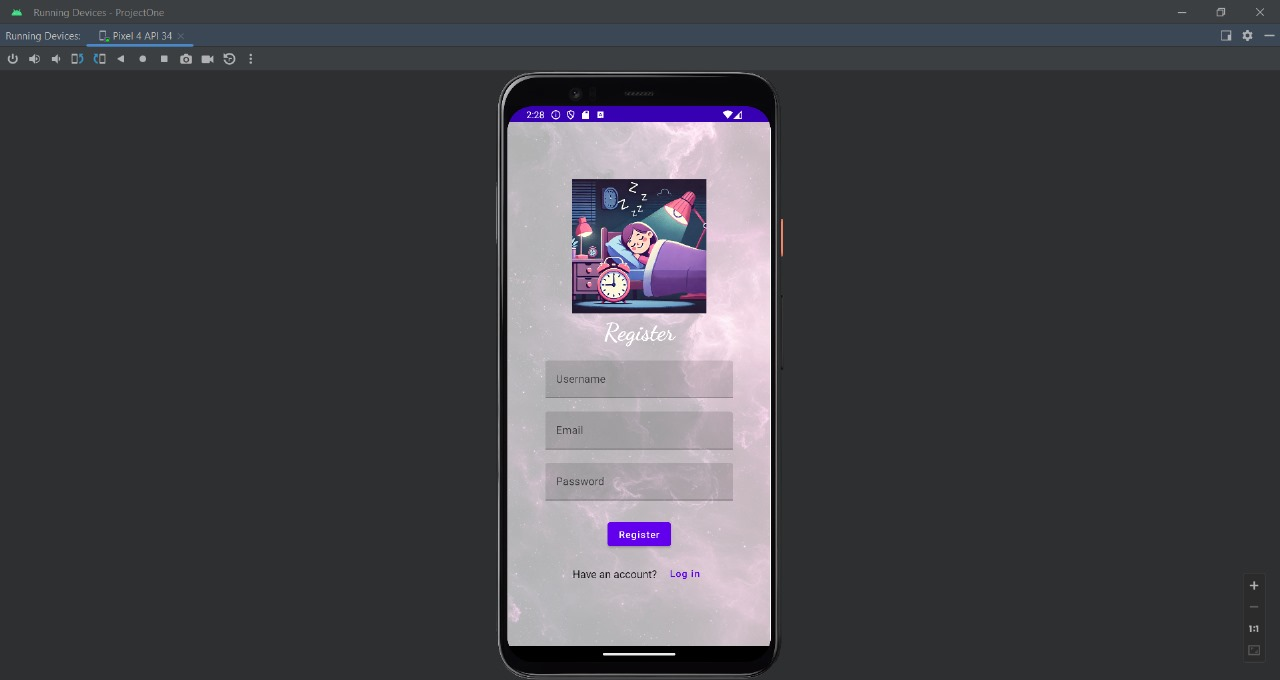 Running Devices - ProjectOne
Running Devices:
Pixel 4 API 34
2:28
Z Z Z Z
Register
Username
Email
Password
Register
Have an account? Log in
1:1